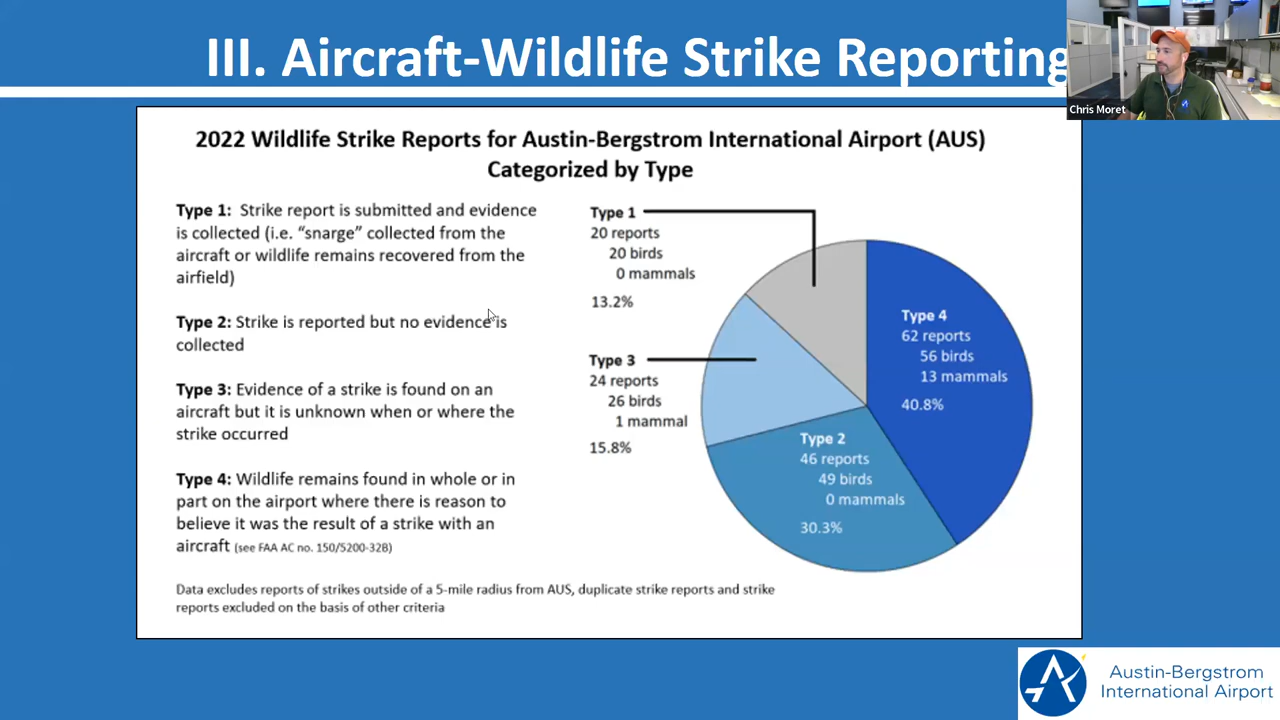 III. Aircraft-Wildlife Strike Reporting
Chris Moret
2022 Wildlife Strike Reports for Austin-Bergstrom International Airport (AUS)
Categorized by Type
Type 1: Strike report is submitted and evidence
is collected (i.e. “snarge” collected from the
aircraft or wildlife remains recovered from the
airfield)
Type 2: Strike is reported but no evidence is
collected
Type 3: Evidence of a strike is found on an
aircraft but it is unknown when or where the
strike occurred
Type 4: Wildlife remains found in whole or in
part on the airport where there is reason to
believe it was the result of a strike with an
aircraft (see FAA AC no. 150/5200-32B)
Type 1
20 reports
20 birds
0 mammals
13.2%
Type 3
24 reports
26 birds
1 mammal
15.8%
Type 4
62 reports
56 birds
13 mammals
40.8%
Type 2
46 reports
49 birds
0 mammals
30.3%
Data excludes reports of strikes outside of a 5-mile radius from AUS, duplicate strike reports and strike
reports excluded on the basis of other criteria
Austin-Bergstrom
International Airport